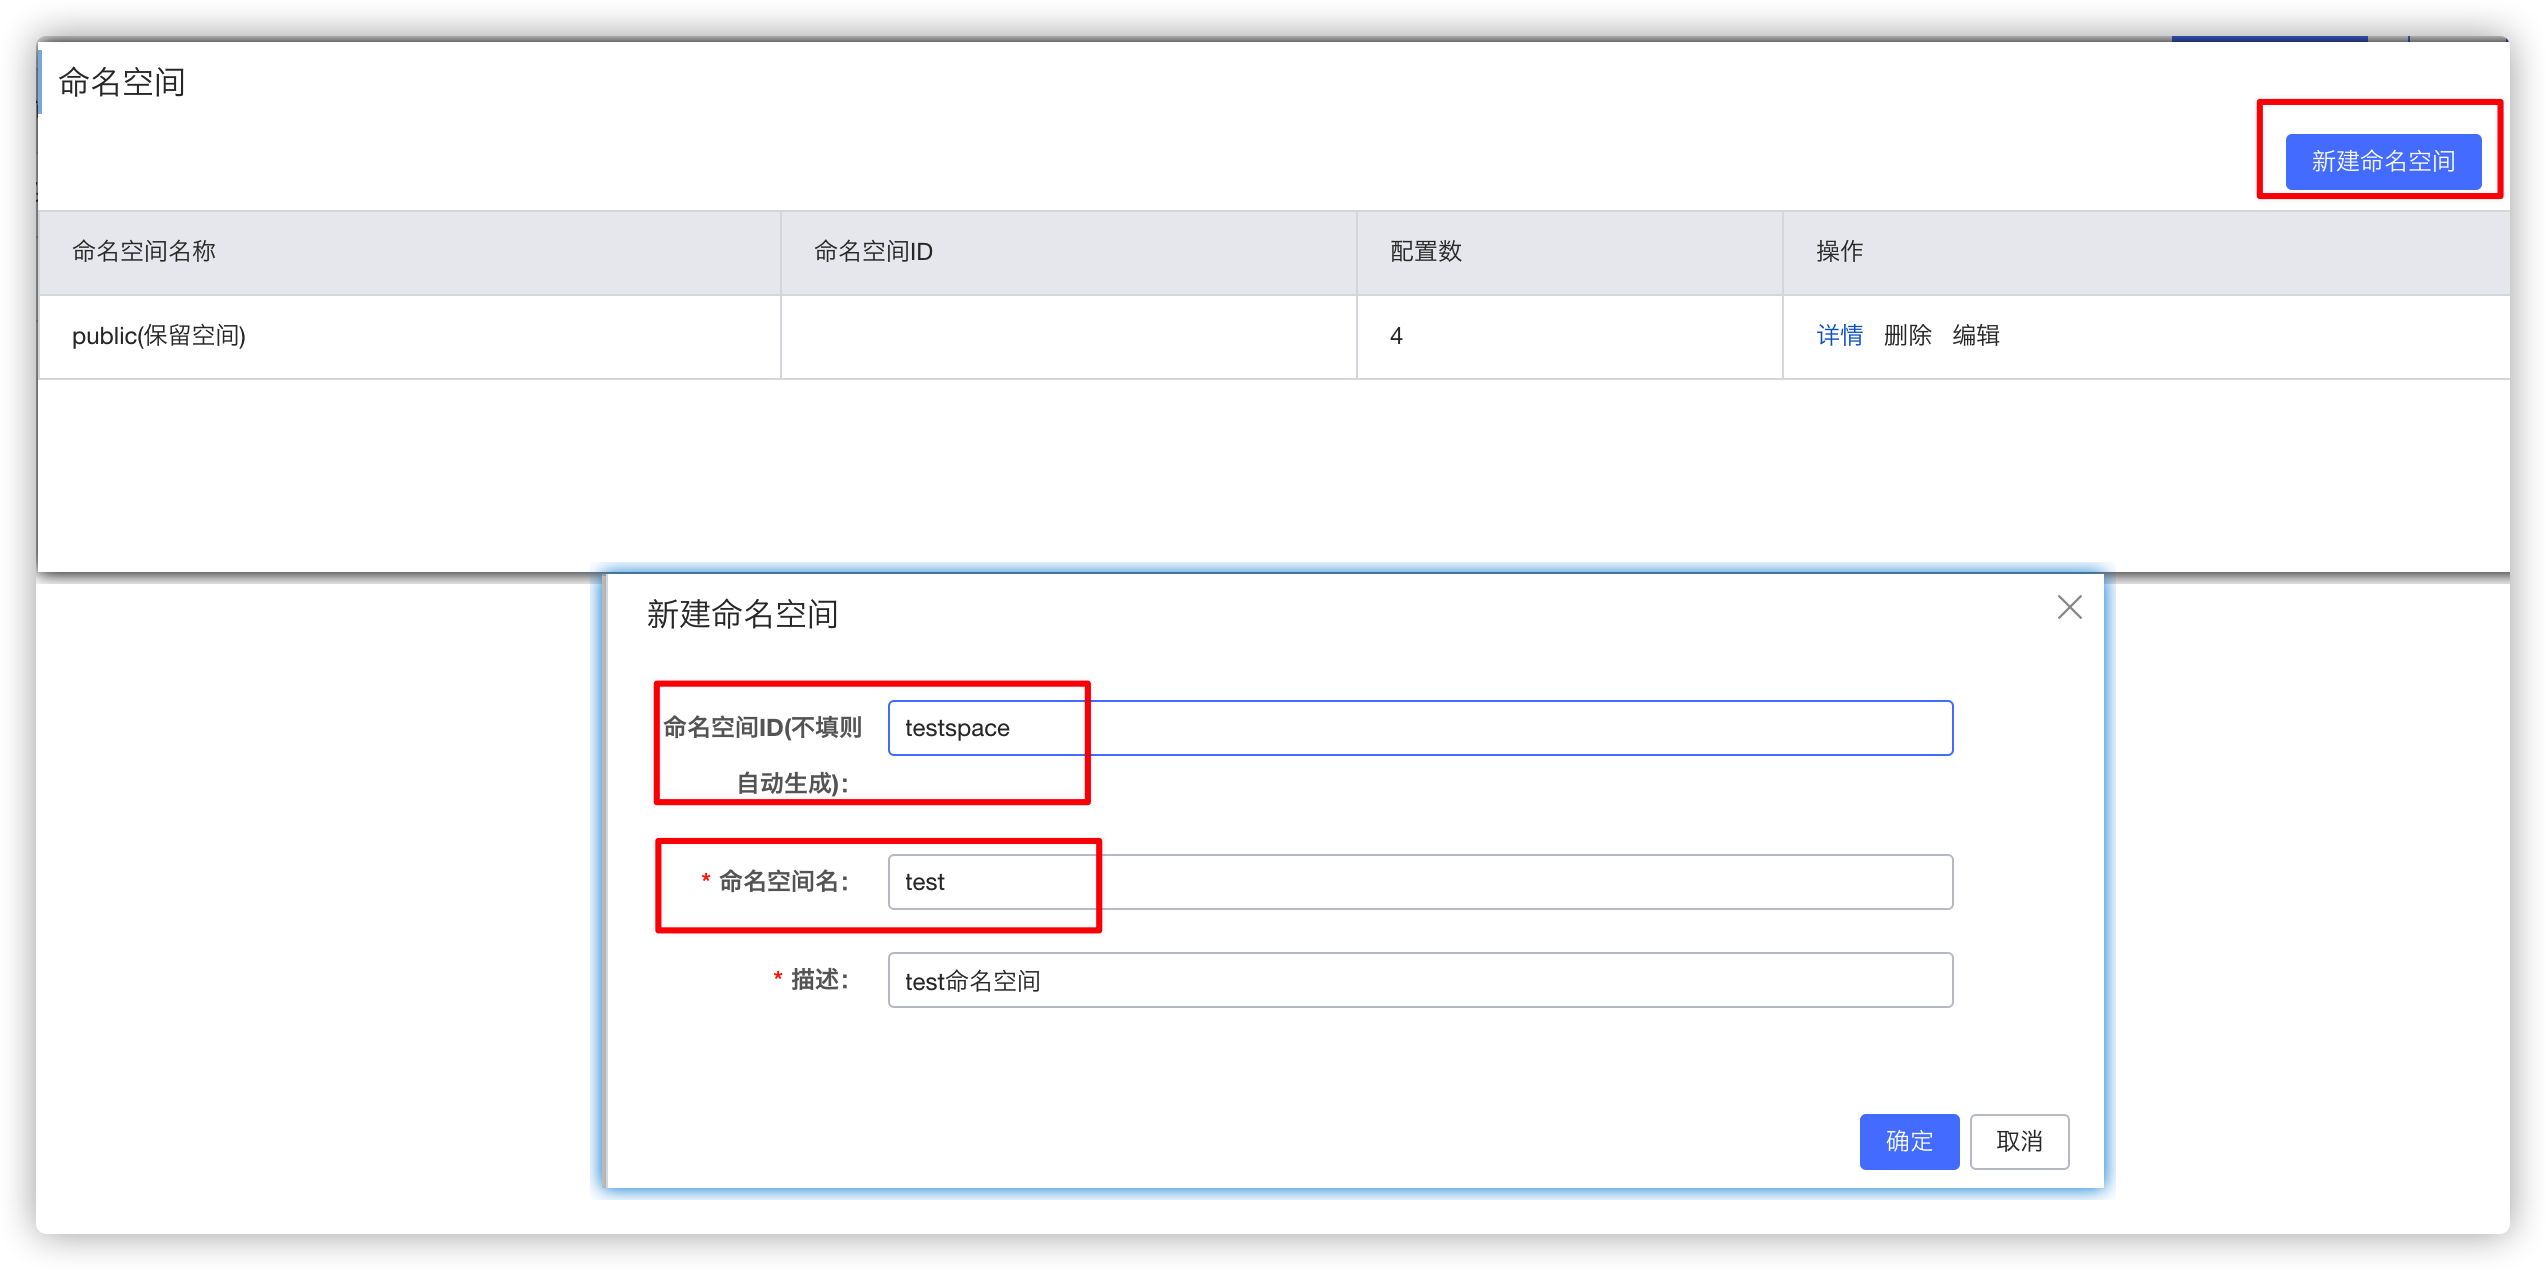 命名空间
新建命名空间
命名空间名称 命名空间ID 配置数 操作
public(保留空间) 4 详情 删除 编辑
新建命名空间
命名空间ID(不填则 testspace
自动生成)：
* 命名空间名： test
* 描述： test命名空间
确定 取消